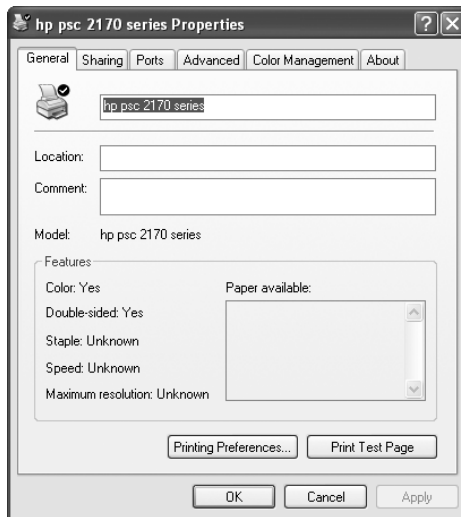 hp psc 2170 series Properties
General Sharing Ports Advanced Color Management About
hp psc 2170 series
Location:
Comment:
Model: hp psc 2170 series
Features
Color: Yes
Paper available:
Double-sided: Yes
Staple: Unknown
Speed: Unknown
Maximum resolution: Unknown
Printing Preferences... Print Test Page
OK Cancel Apply